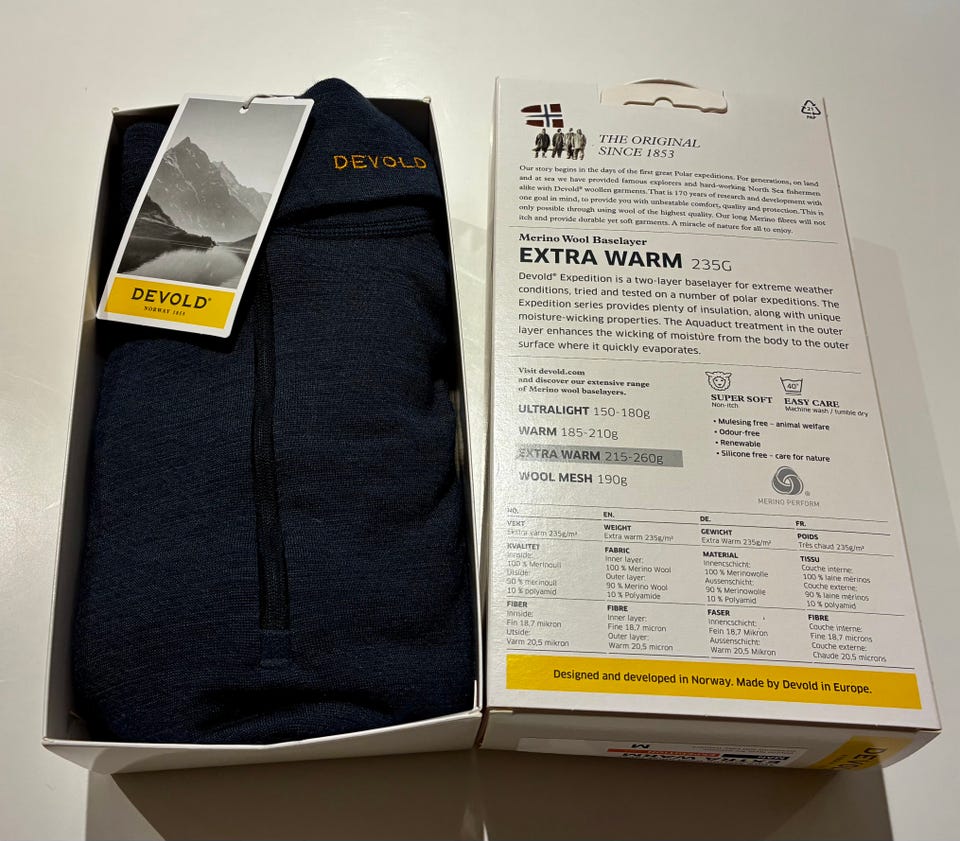 DEVOLD
DEVOLD®
NORWAY 1853
THE ORIGINAL
SINCE 1853
21
PAP
Our story begins in the days of the first great Polar expeditions. For generations, on land
and at sea we have provided famous explorers and hard-working North Sea fishermen
alike with Devold® woollen garments. That is 170 years of research and development with
one goal in mind, to provide you with unbeatable comfort, quality and protection. This is
only possible through using wool of the highest quality. Our long Merino fibres will not
itch and provide durable yet soft garments. A miracle of nature for all to enjoy.
Merino Wool Baselayer
EXTRA WARM 235G
Devold® Expedition is a two-layer baselayer for extreme weather
conditions, tried and tested on a number of polar expeditions. The
Expedition series provides plenty of insulation, along with unique
moisture-wicking properties. The Aquaduct treatment in the outer
layer enhances the wicking of moisture from the body to the outer
surface where it quickly evaporates.
Visit devold.com
and discover our extensive range
of Merino wool baselayers.
ULTRALIGHT 150-180g
WARM 185-210g
EXTRA WARM 215-260g
WOOL MESH 190g
SUPER SOFT
Non-itch
40°
EASY CARE
Machine wash / tumble dry
• Mulesing free – animal welfare
• Odour-free
• Renewable
• Silicone free – care for nature
®
MERINO PERFORM
NO.
VEKT
Ekstra varm 235g/m²
KVALITET
Innside:
100 % Merinoull
Utside:
90 % merinoull
10 % polyamid
FIBER
Innside:
Fin 18,7 mikron
Utside:
Varm 20,5 mikron
EN.
WEIGHT
Extra warm 235g/m²
FABRIC
Inner layer:
100 % Merino Wool
Outer layer:
90 % Merino Wool
10 % Polyamide
FIBRE
Inner layer:
Fine 18,7 micron
Outer layer:
Warm 20,5 micron
DE.
GEWICHT
Extra Warm 235g/m²
MATERIAL
Innenschicht:
100 % Merinowolle
Aussenschicht:
90 % Merinowolle
10 % Polyamid
FASER
Innencschicht:
Fein 18,7 Mikron
Aussenschicht:
Warm 20,5 Mikron
FR.
POIDS
Très chaud 235g/m²
TISSU
Couche interne:
100 % laine mérinos
Couche externe:
90 % laine mérinos
10 % polyamid
FIBRE
Couche interne:
Fine 18,7 microns
Couche externe:
Chaude 20,5 microns
Designed and developed in Norway. Made by Devold in Europe.
M
EXPEDITION
EXTRA WARM
DEVOLD